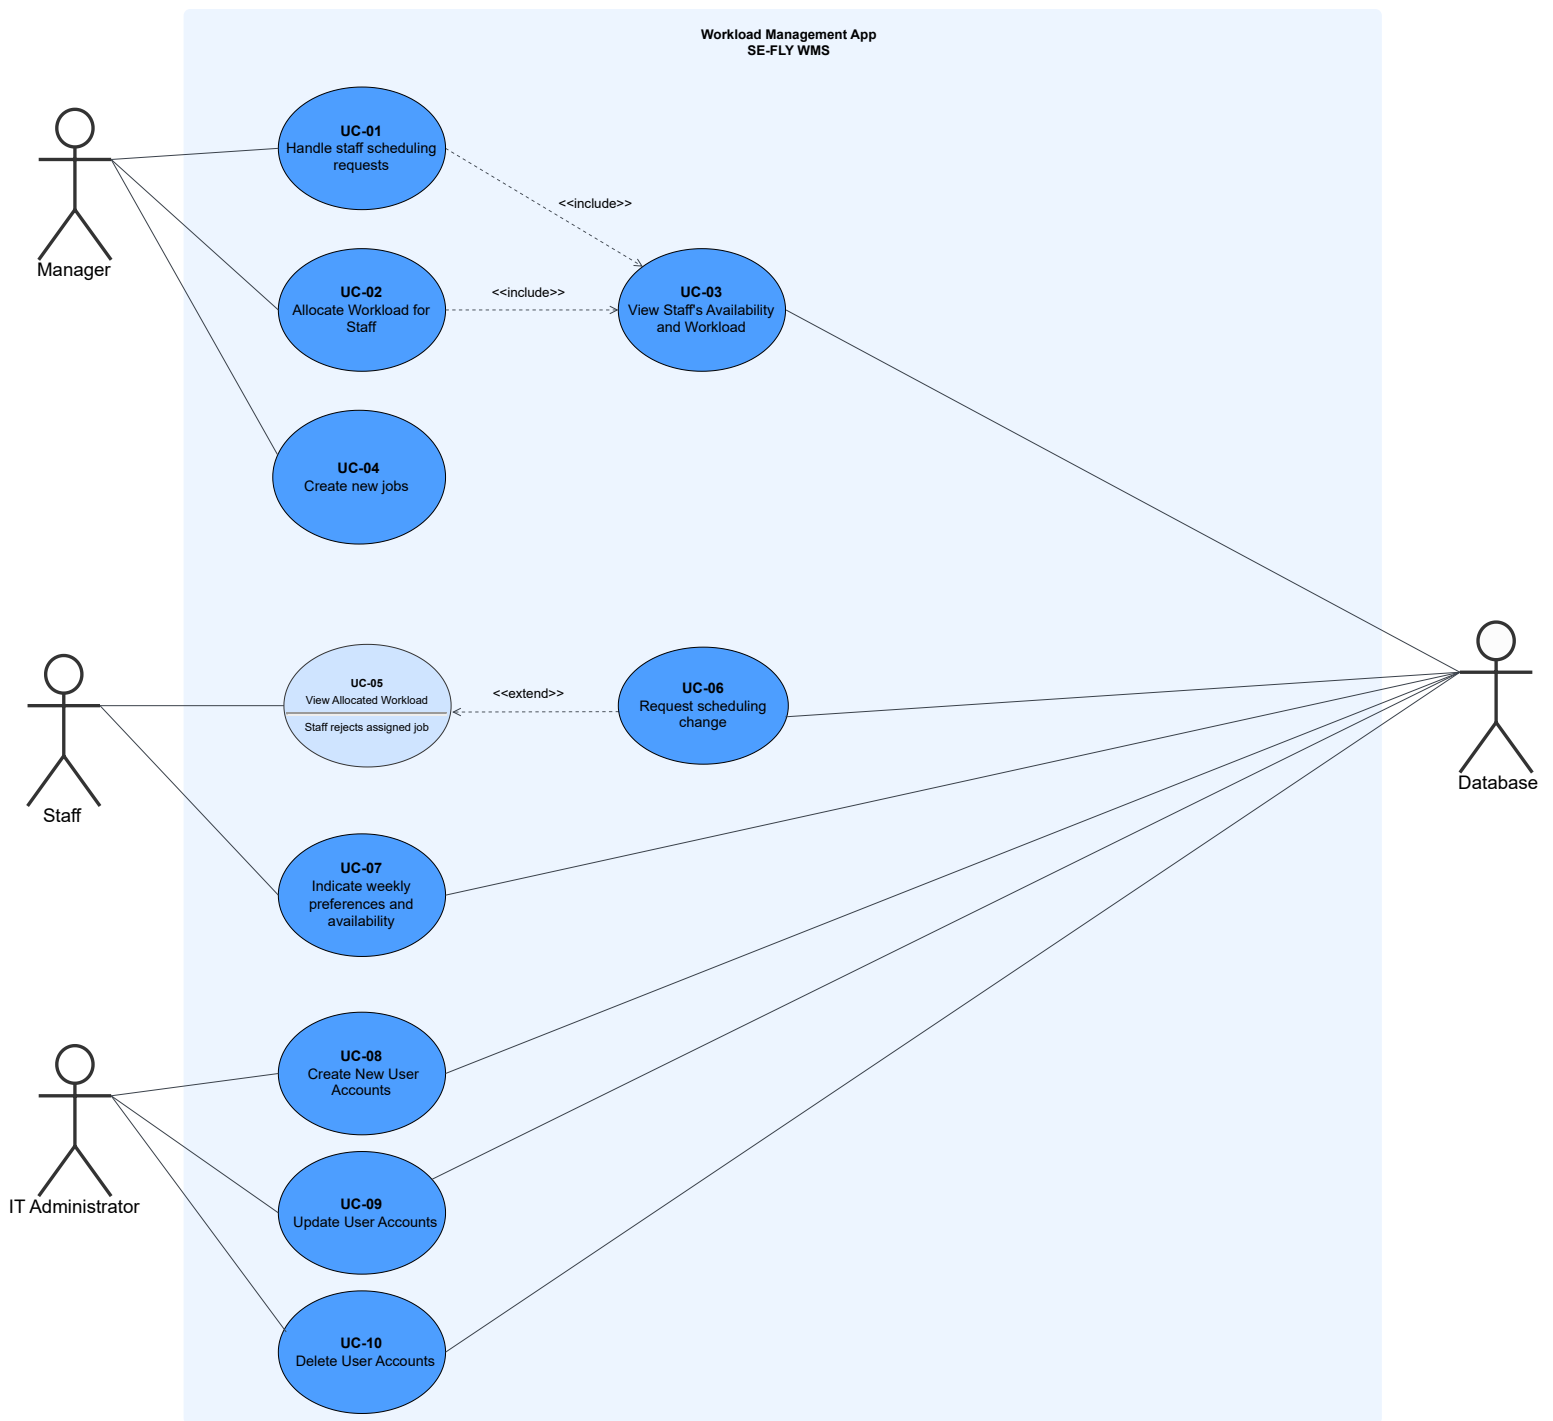 Workload Management App
SE-FLY WMS
UC-01
Handle staff scheduling
requests
<<include>>
Manager
UC-02
Allocate Workload for
Staff
<<include>>
UC-03
View Staff's Availability
and Workload
UC-04
Create new jobs
Staff
UC-05
View Allocated Workload
Staff rejects assigned job
<<extend>>
UC-06
Request scheduling
change
Database
UC-07
Indicate weekly
preferences and
availability
UC-08
Create New User
Accounts
IT Administrator
UC-09
Update User Accounts
UC-10
Delete User Accounts